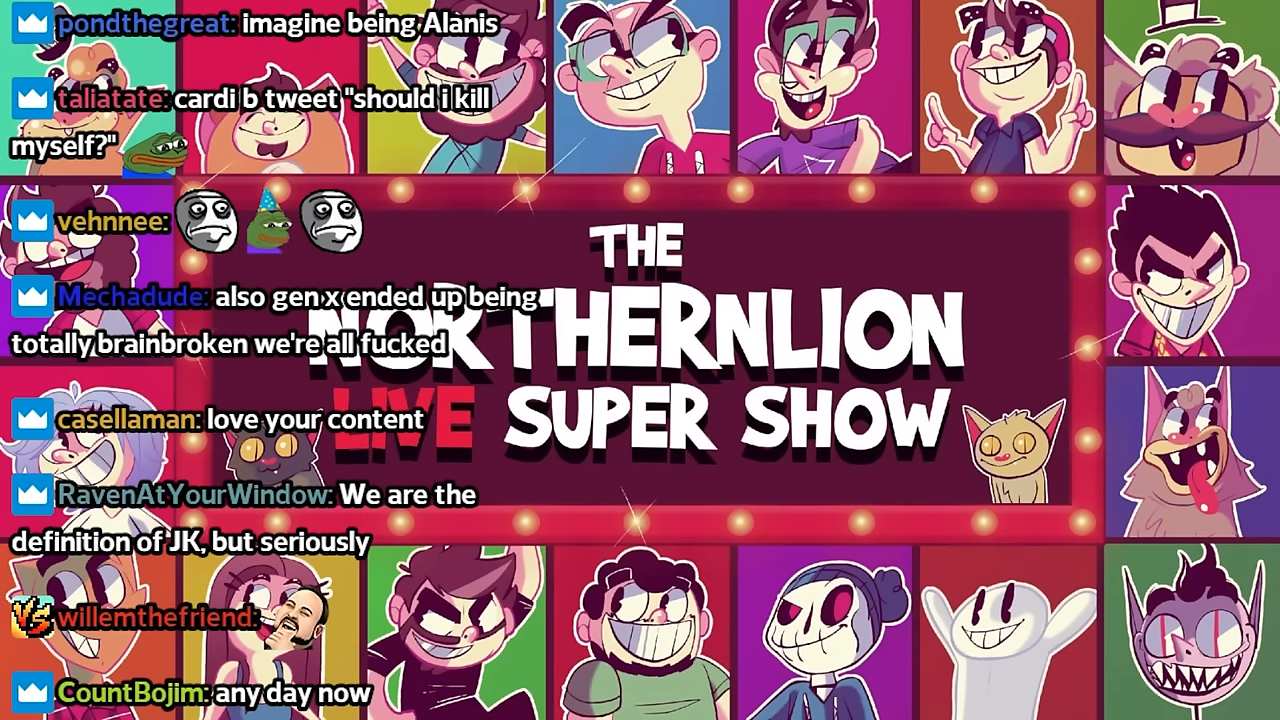 pondthegreat: imagine being Alanis
taliatate: cardi b tweet "should i kill
myself?"
vehnnee:
THE
Mechadude: also gen x ended up being
totally brainbroken we're all fucked
NORTHERNLION
casellaman: love your content
LIVE SUPER SHOW
RavenAtYourWindow: We are the
definition of JK, but seriously
VS willemthefriend:
CountBojim: any day now